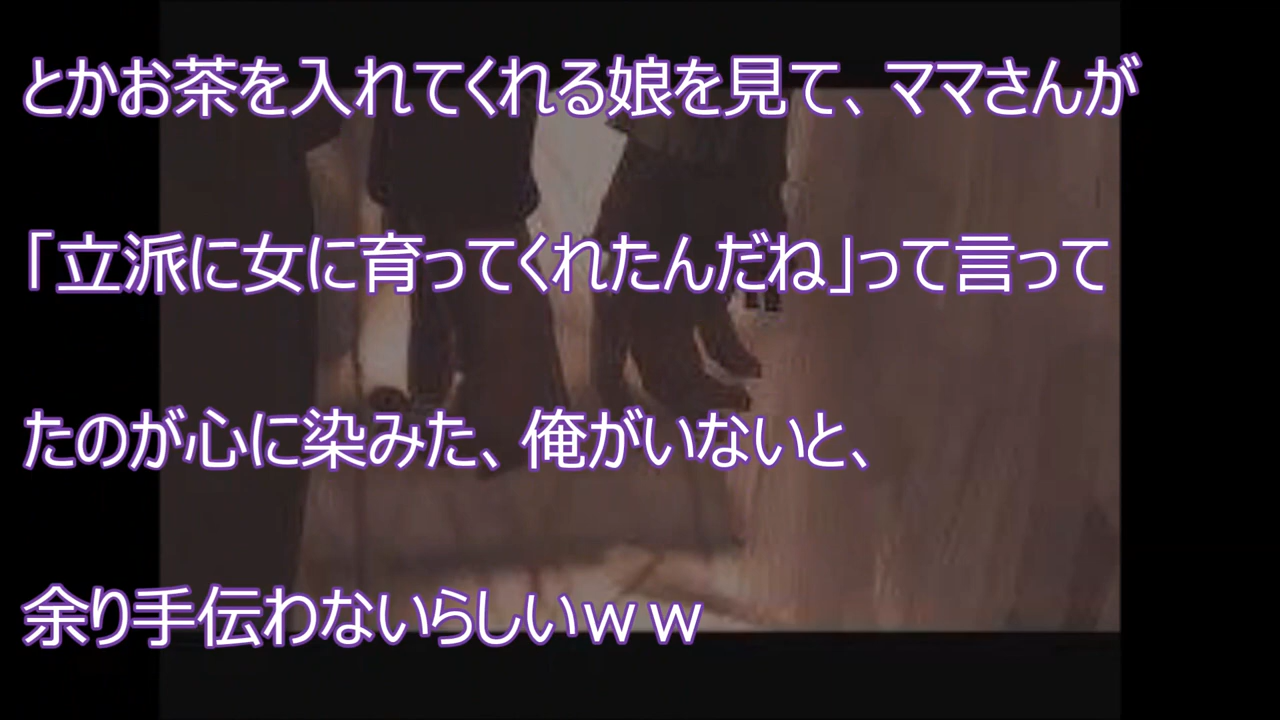 とかお茶を入れてくれる娘を見て、ママさんが
「立派に女に育ってくれたんだね」って言って
たのが心に染みた、俺がいないと、
余り手伝わないらしいｗｗ